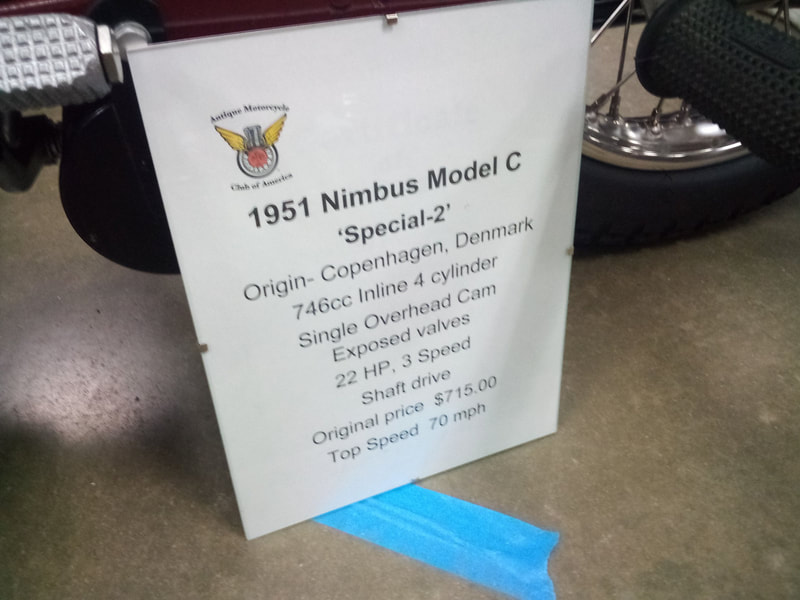 Antique Motorcycle
Club of America
1951 Nimbus Model C
'Special-2'
Origin- Copenhagen, Denmark
746cc Inline 4 cylinder
Single Overhead Cam
Exposed valves
22 HP, 3 Speed
Shaft drive
Original price $715.00
Top Speed 70 mph